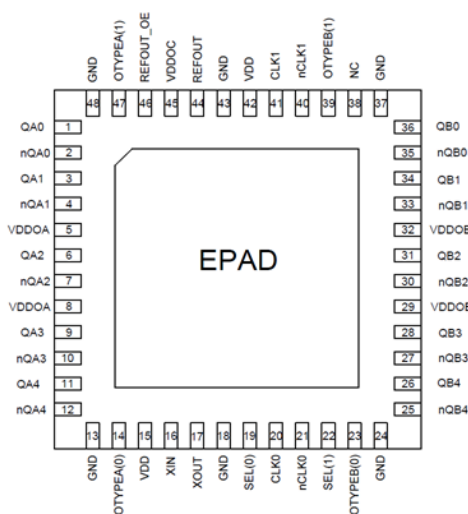 GND OTYPEA(1) REFOUT_OE VDDOC REFOUT GND VDD CLK1 nCLK1 OTYPEB(1) NC GND
48 47 46 45 44 43 42 41 40 39 38 37
QA0 1 36 QB0
nQA0 2 35 nQB0
QA1 3 34 QB1
nQA1 4 33 nQB1
VDDOA 5 32 VDDOB
QA2 6 31 QB2
EPAD
nQA2 7 30 nQB2
VDDOA 8 29 VDDOB
QA3 9 28 QB3
nQA3 10 27 nQB3
QA4 11 26 QB4
nQA4 12 25 nQB4
13 14 15 16 17 18 19 20 21 22 23 24
GND OTYPEA(0) VDD XIN XOUT GND SEL(0) CLK0 nCLK0 SEL(1) OTYPEB(0) GND